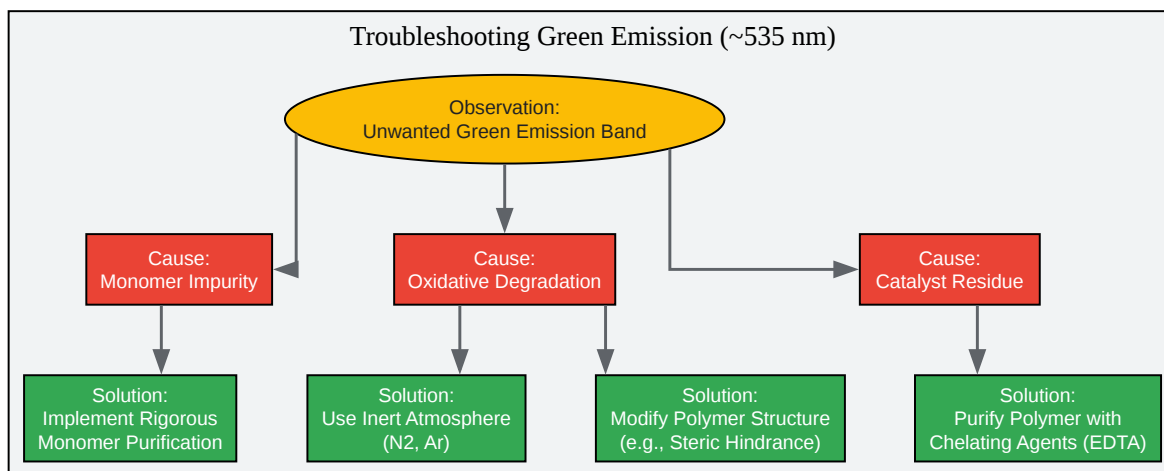 Troubleshooting Green Emission (~535 nm)
Observation:
Unwanted Green Emission Band
Cause:
Monomer Impurity
Cause:
Oxidative Degradation
Cause:
Catalyst Residue
Solution:
Implement Rigorous
Monomer Purification
Solution:
Use Inert Atmosphere
(N2, Ar)
Solution:
Modify Polymer Structure
(e.g., Steric Hindrance)
Solution:
Purify Polymer with
Chelating Agents (EDTA)